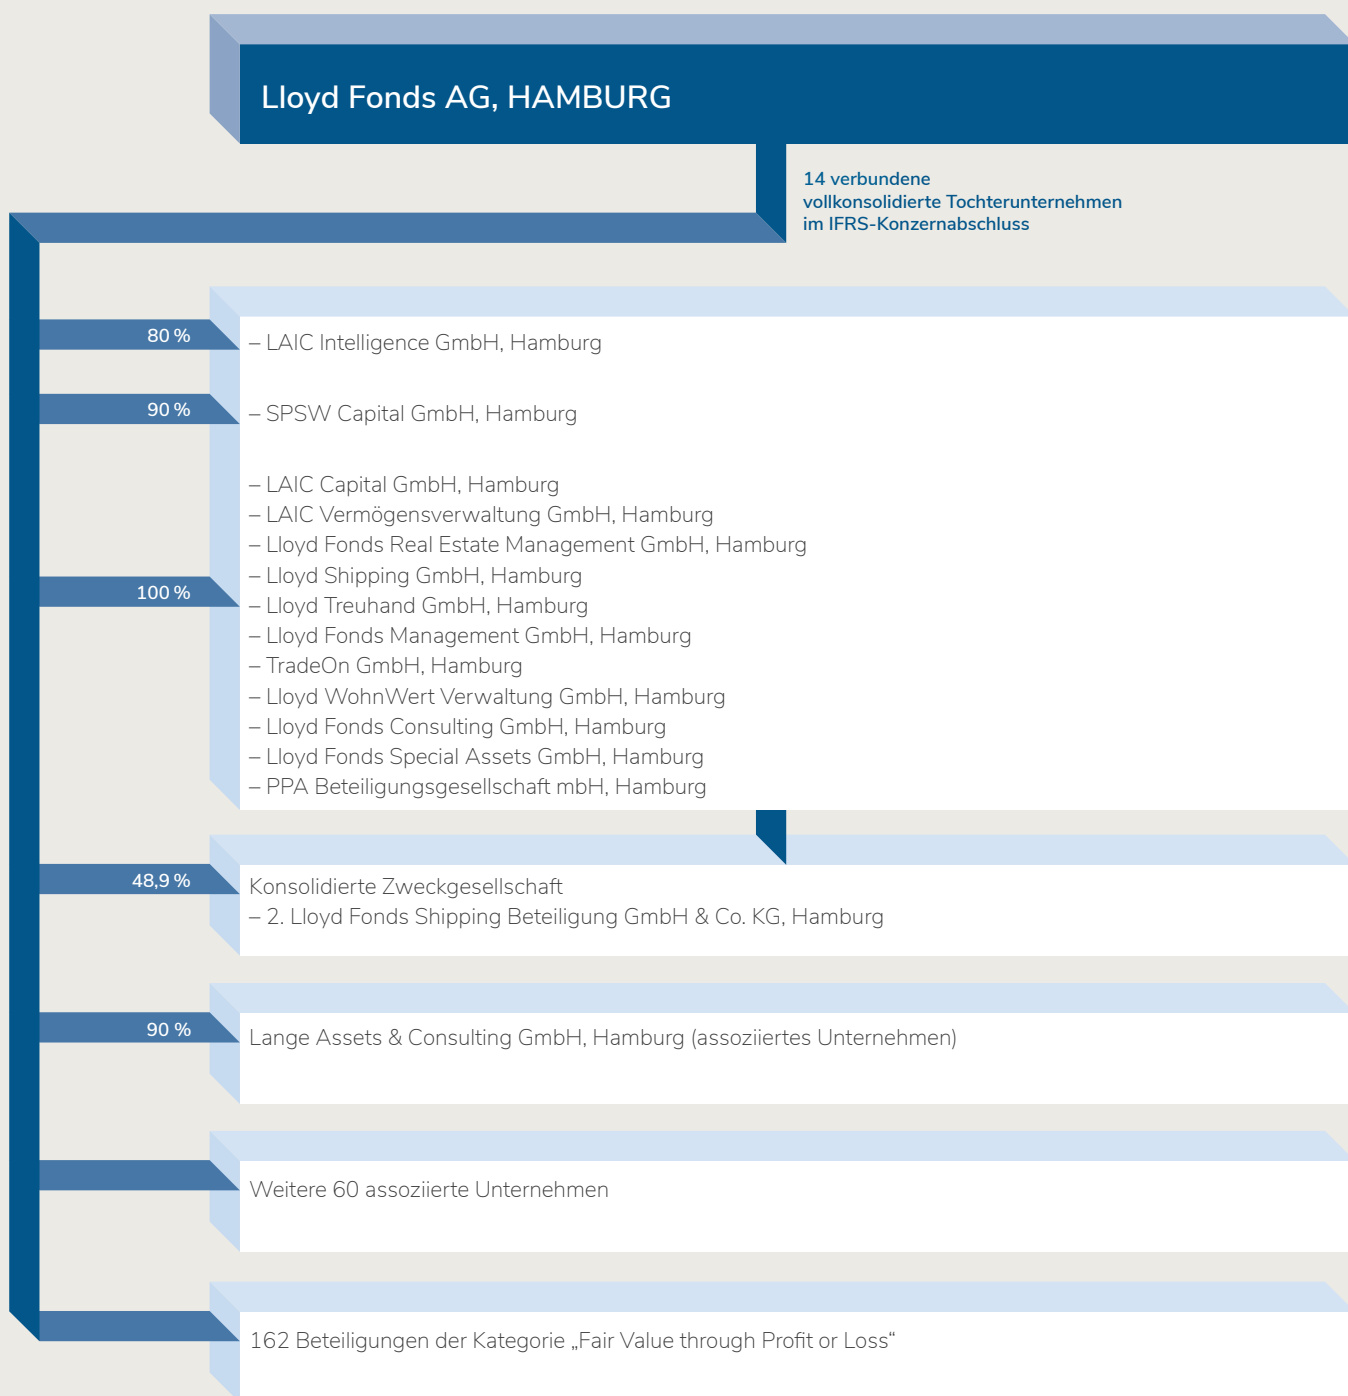 Lloyd Fonds AG, HAMBURG
14 verbundene
vollkonsolidierte Tochterunternehmen
im IFRS-Konzernabschluss
80 %
– LAIC Intelligence GmbH, Hamburg
90 %
– SPSW Capital GmbH, Hamburg
– LAIC Capital GmbH, Hamburg
– LAIC Vermögensverwaltung GmbH, Hamburg
– Lloyd Fonds Real Estate Management GmbH, Hamburg
– Lloyd Shipping GmbH, Hamburg
100 %
– Lloyd Treuhand GmbH, Hamburg
– Lloyd Fonds Management GmbH, Hamburg
– TradeOn GmbH, Hamburg
– Lloyd WohnWert Verwaltung GmbH, Hamburg
– Lloyd Fonds Consulting GmbH, Hamburg
– Lloyd Fonds Special Assets GmbH, Hamburg
– PPA Beteiligungsgesellschaft mbH, Hamburg
48,9 %
Konsolidierte Zweckgesellschaft
– 2. Lloyd Fonds Shipping Beteiligung GmbH & Co. KG, Hamburg
90 %
Lange Assets & Consulting GmbH, Hamburg (assoziiertes Unternehmen)
Weitere 60 assoziierte Unternehmen
162 Beteiligungen der Kategorie „Fair Value through Profit or Loss“